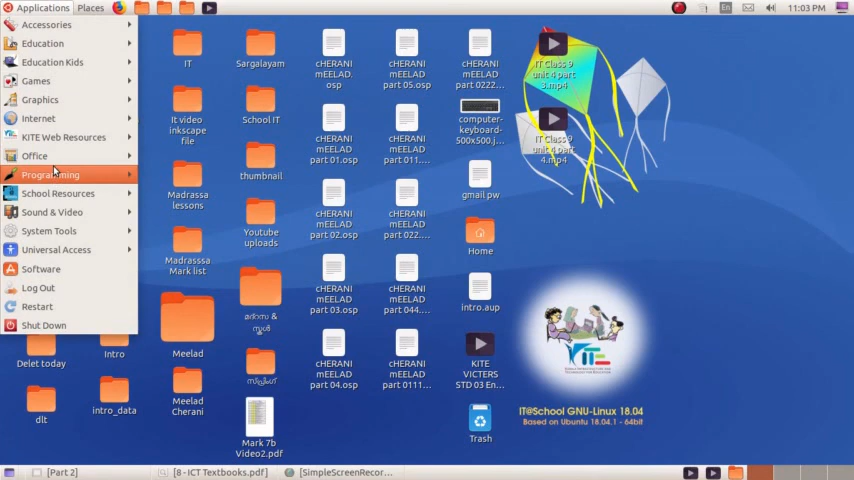 Applications Places
En
11:03 PM
Accessories
Education
Education Kids
Games
Graphics
Internet
KITE Web Resources
Office
Programming
School Resources
Sound & Video
System Tools
Universal Access
Software
Log Out
Restart
Shut Down
Delet today
dlt
Intro
intro_data
IT
It video
inkscape
file
Madrassa
lessons
Madrasssa
Mark list
Meelad
Meelad
Cherani
Sargalayam
School IT
thumbnail
Youtube
uploads
മദ്റസ &
സ്കൂൾ
സ്പ്രിംഗ്
Mark 7b
Video2.pdf
cHERANI
mEELAD.
osp
cHERANI
mEELAD
part 01.osp
cHERANI
mEELAD
part 02.osp
cHERANI
mEELAD
part 03.osp
cHERANI
mEELAD
part 04.osp
cHERANI
mEELAD
part 05.osp
cHERANI
mEELAD
part 011....
cHERANI
mEELAD
part 022....
cHERANI
mEELAD
part 044....
cHERANI
mEELAD
part 0111...
cHERANI
mEELAD
part 0222...
computer-
keyboard-
500x500.j...
gmail pw
Home
intro.aup
KITE
VICTERS
STD 03 En...
Trash
IT Class 9
unit 4 part
3.mp4
IT Class 9
unit 4 part
4.mp4
KITE
IT@School GNU-Linux 18.04
Based on Ubuntu 18.04.1 - 64bit
[Part 2]
[8 - ICT Textbooks.pdf]
[SimpleScreenRecor...